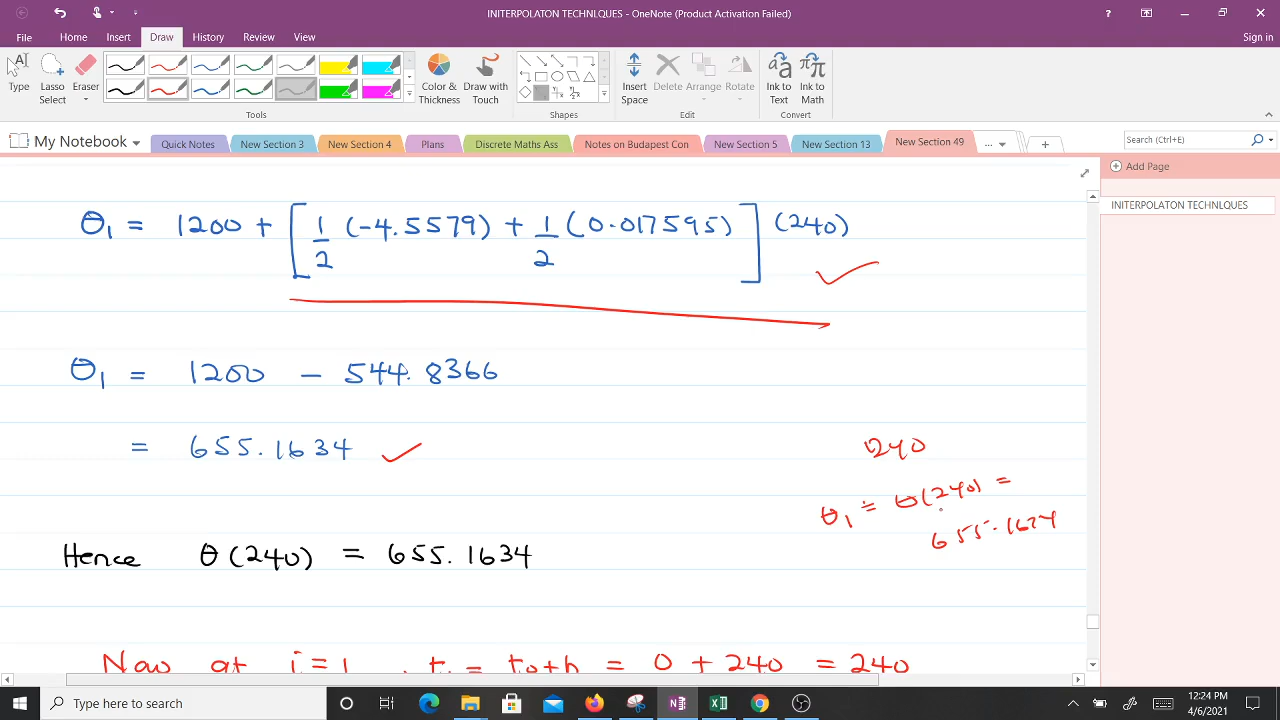 INITERPOLATON TECHNLQUES - OneNote (Product Activation Failed)
File Home Insert Draw History Review View
Sign in
Type Lasso Select Eraser Color & Thickness Draw with Touch Insert Space Delete Arrange Rotate Ink to Text Ink to Math
Tools Shapes Edit Convert
My Notebook Quick Notes New Section 3 New Section 4 Plans Discrete Maths Ass Notes on Budapest Con New Section 5 New Section 13 New Section 49 ... Search (Ctrl+E)
Add Page
INTERPOLATON TECHNLQUES
θ1 = 1200 + [1/2 (-4.5579) + 1/2 (0.017595)] (240)
θ1 = 1200 - 544.8366
= 655.1634
240
θ1 ≐ θ(240) =
655.1634
Hence θ(240) = 655.1634
Now at i=1, t1 = t0+h = 0 + 240 = 240
Type here to search
12:24 PM
4/6/2021